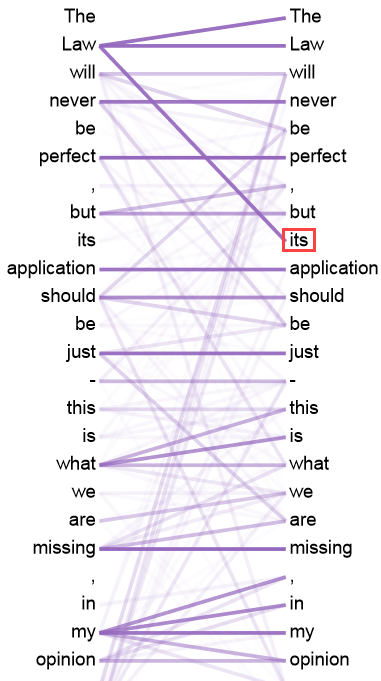 The The
Law Law
will will
never never
be be
perfect perfect
, ,
but but
its its
application application
should should
be be
just just
- -
this this
is is
what what
we we
are are
missing missing
, ,
in in
my my
opinion opinion